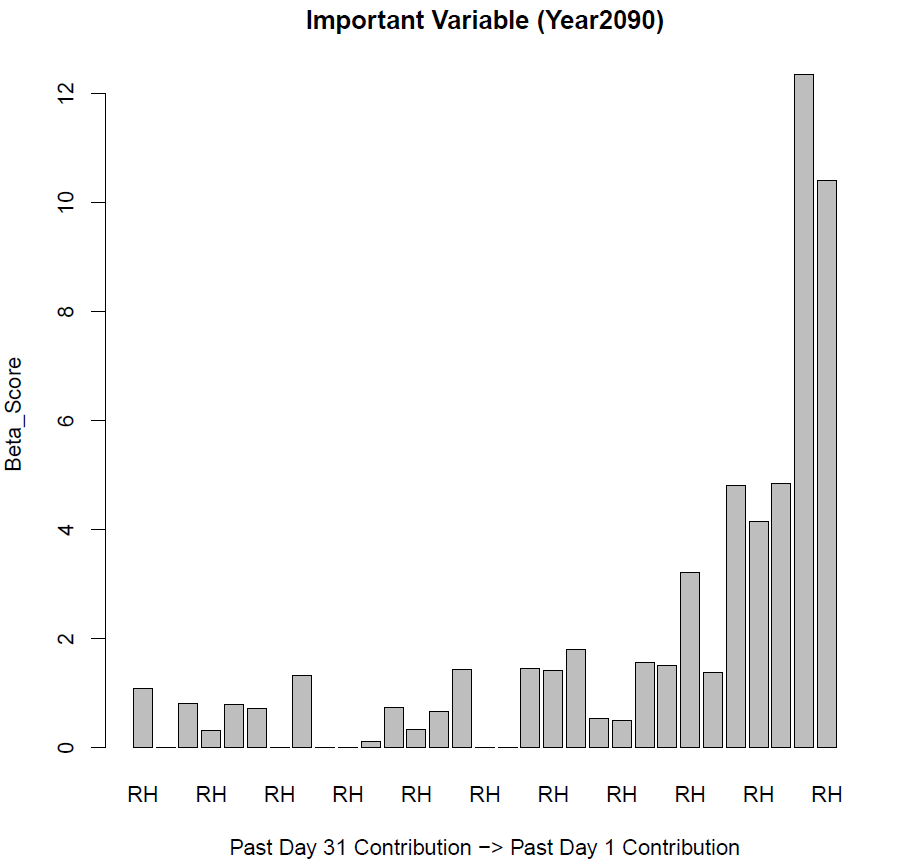 Important Variable (Year2090)
12
10
8
6
4
2
0
Beta_Score
RH RH RH RH RH RH RH RH RH RH RH
Past Day 31 Contribution −> Past Day 1 Contribution